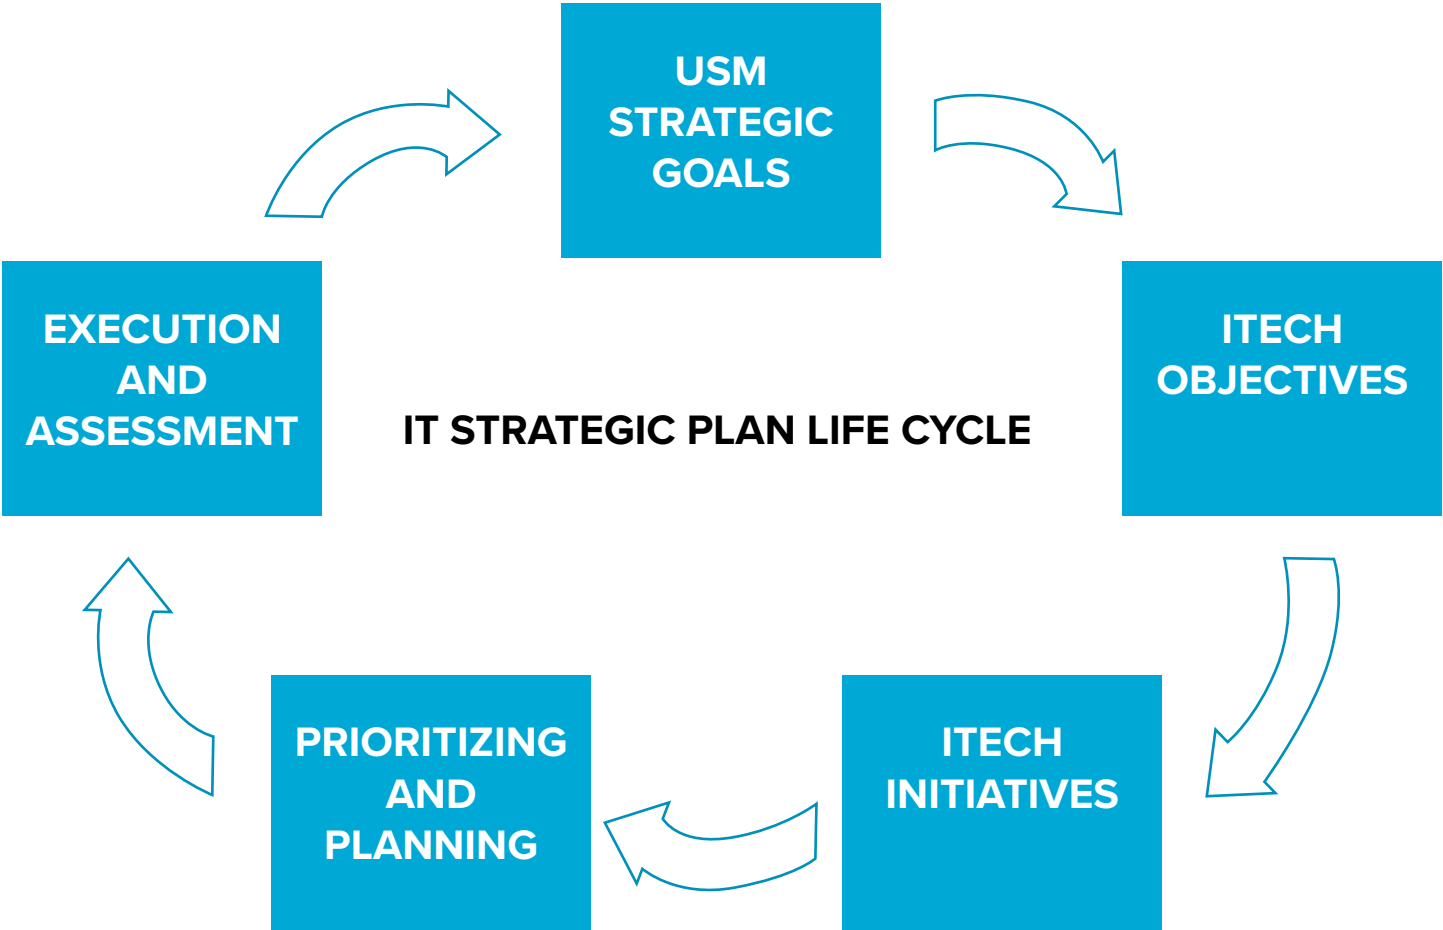 USM
STRATEGIC
GOALS
ITECH
OBJECTIVES
ITECH
INITIATIVES
PRIORITIZING
AND
PLANNING
EXECUTION
AND
ASSESSMENT
IT STRATEGIC PLAN LIFE CYCLE